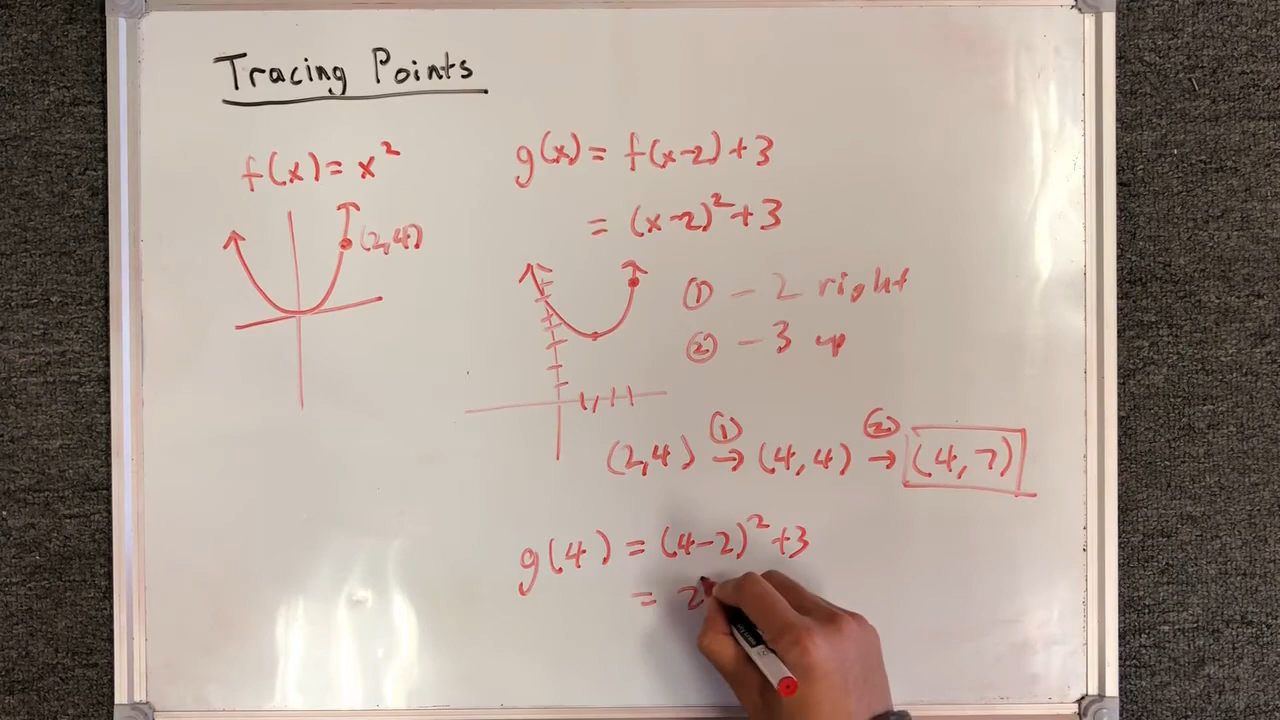 Tracing Points
f(x) = x²
(2,4)
g(x) = f(x-2)+3
= (x-2)²+3
① - 2 right
② - 3 up
(2,4) ①→ (4,4) ②→ (4,7)
g(4) = (4-2)²+3
= 2